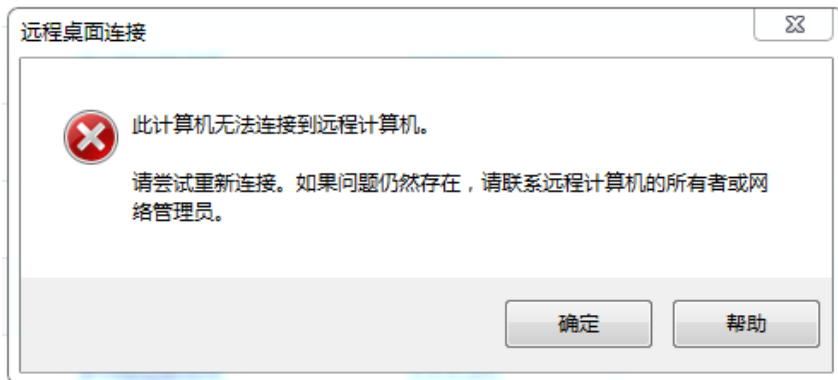 远程桌面连接
此计算机无法连接到远程计算机。
请尝试重新连接。如果问题仍然存在，请联系远程计算机的所有者或网
络管理员。
确定
帮助